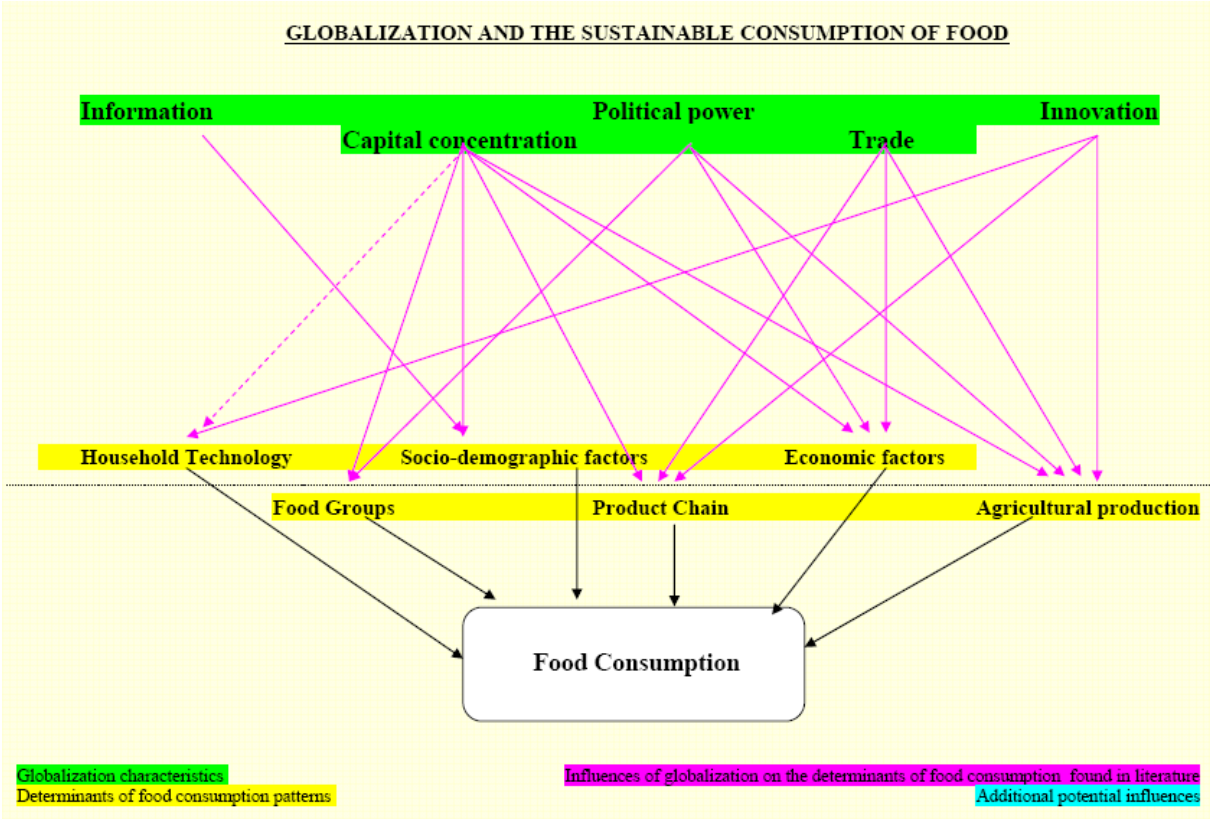 GLOBALIZATION AND THE SUSTAINABLE CONSUMPTION OF FOOD
Information Political power Innovation
Capital concentration Trade
Household Technology Socio-demographic factors Economic factors
Food Groups Product Chain Agricultural production
Food Consumption
Globalization characteristics Influences of globalization on the determinants of food consumption found in literature
Determinants of food consumption patterns Additional potential influences